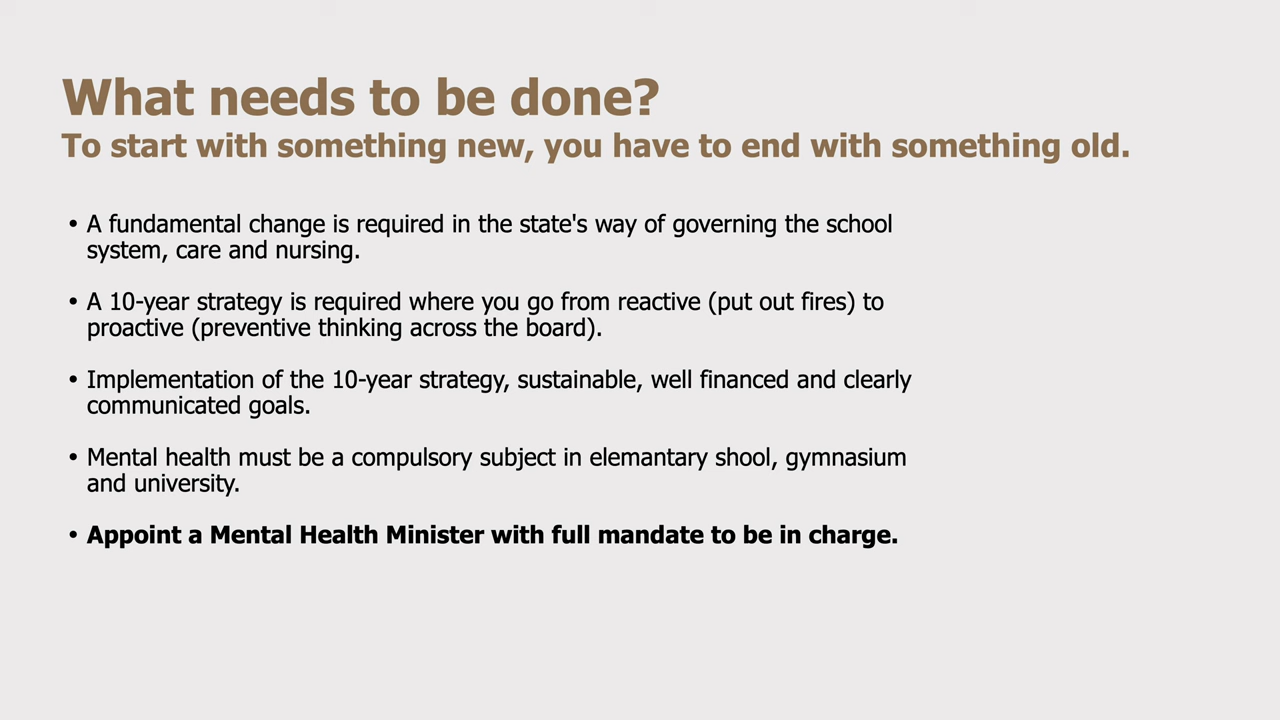 What needs to be done?
To start with something new, you have to end with something old.
• A fundamental change is required in the state's way of governing the school
system, care and nursing.
• A 10-year strategy is required where you go from reactive (put out fires) to
proactive (preventive thinking across the board).
• Implementation of the 10-year strategy, sustainable, well financed and clearly
communicated goals.
• Mental health must be a compulsory subject in elemantary shool, gymnasium
and university.
• Appoint a Mental Health Minister with full mandate to be in charge.